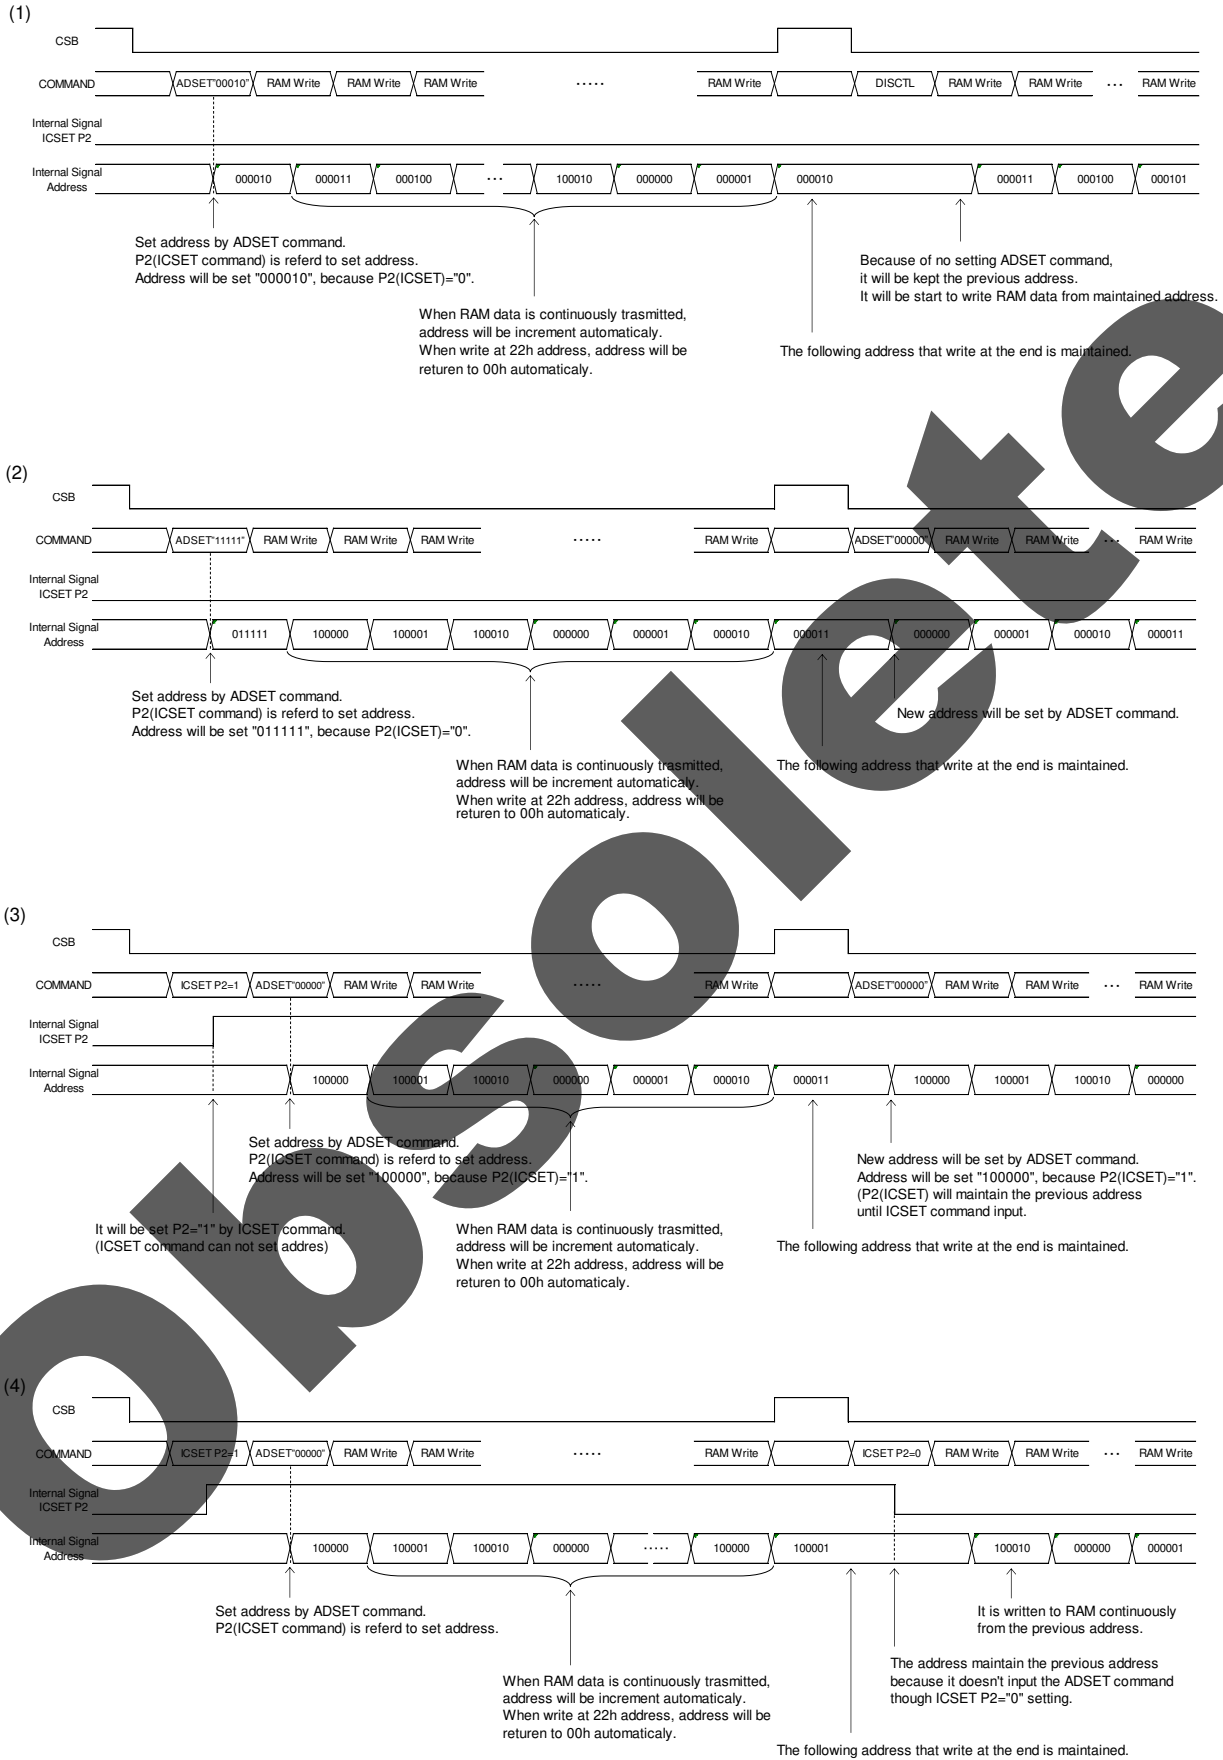 (1)
CSB
COMMAND ADSET"00010" RAM Write RAM Write RAM Write ····· RAM Write DISCTL RAM Write RAM Write ··· RAM Write
Internal Signal
ICSET P2
Internal Signal
Address
000010 000011 000100 ··· 100010 000000 000001 000010 000011 000100 000101
Set address by ADSET command.
P2(ICSET command) is referd to set address.
Address will be set "000010", because P2(ICSET)="0".
When RAM data is continuously trasmitted,
address will be increment automaticaly.
When write at 22h address, address will be
returen to 00h automaticaly.
Because of no setting ADSET command,
it will be kept the previous address.
It will be start to write RAM data from maintained address.
The following address that write at the end is maintained.
(2)
CSB
COMMAND ADSET"11111" RAM Write RAM Write RAM Write ····· RAM Write ADSET"00000" RAM Write RAM Write ··· RAM Write
Internal Signal
ICSET P2
Internal Signal
Address
011111 100000 100001 100010 000000 000001 000010 000011 000000 000001 000010 000011
Set address by ADSET command.
P2(ICSET command) is referd to set address.
Address will be set "011111", because P2(ICSET)="0".
New address will be set by ADSET command.
When RAM data is continuously trasmitted,
address will be increment automaticaly.
When write at 22h address, address will be
returen to 00h automaticaly.
The following address that write at the end is maintained.
(3)
CSB
COMMAND ICSET P2=1 ADSET"00000" RAM Write RAM Write ····· RAM Write ADSET"00000" RAM Write RAM Write ··· RAM Write
Internal Signal
ICSET P2
Internal Signal
Address
100000 100001 100010 000000 000001 000010 000011 100000 100001 100010 000000
Set address by ADSET command.
P2(ICSET command) is referd to set address.
Address will be set "100000", because P2(ICSET)="1".
New address will be set by ADSET command.
Address will be set "100000", because P2(ICSET)="1".
(P2(ICSET) will maintain the previous address
until ICSET command input.
It will be set P2="1" by ICSET command.
(ICSET command can not set addres)
When RAM data is continuously trasmitted,
address will be increment automaticaly.
When write at 22h address, address will be
returen to 00h automaticaly.
The following address that write at the end is maintained.
(4)
CSB
COMMAND ICSET P2=1 ADSET"00000" RAM Write RAM Write ····· RAM Write ICSET P2=0 RAM Write RAM Write ··· RAM Write
Internal Signal
ICSET P2
Internal Signal
Address
100000 100001 100010 000000 ····· 100000 100001 100010 000000 000001
Set address by ADSET command.
P2(ICSET command) is referd to set address.
It is written to RAM continuously
from the previous address.
When RAM data is continuously trasmitted,
address will be increment automaticaly.
When write at 22h address, address will be
returen to 00h automaticaly.
The address maintain the previous address
because it doesn't input the ADSET command
though ICSET P2="0" setting.
The following address that write at the end is maintained.
Obsolete